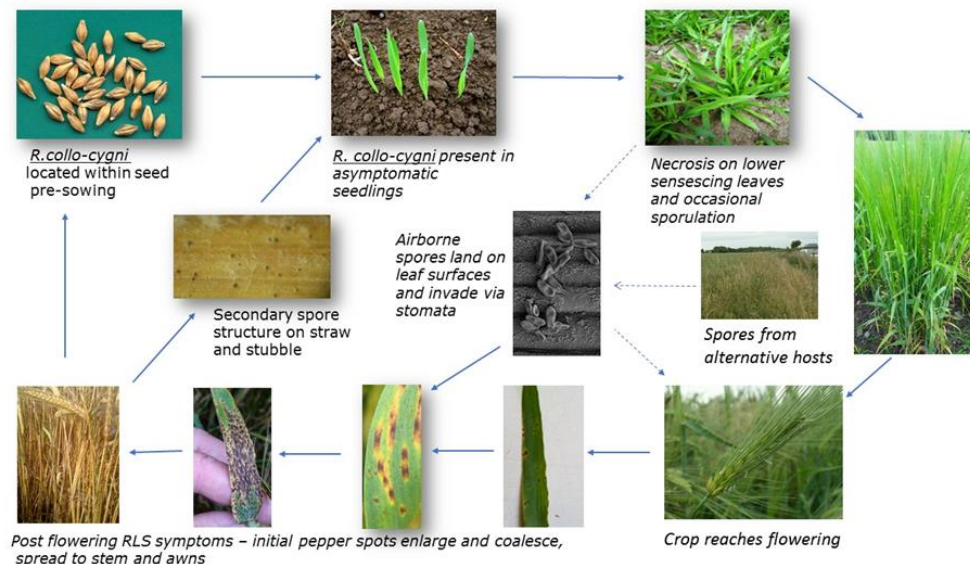 R.collo-cygni
located within seed
pre-sowing
R. collo-cygni present in
asymptomatic
seedlings
Necrosis on lower
sensescing leaves
and occasional
sporulation
Airborne
spores land on
leaf surfaces
and invade via
stomata
Secondary spore
structure on straw
and stubble
Spores from
alternative hosts
Post flowering RLS symptoms – initial pepper spots enlarge and coalesce,
spread to stem and awns
Crop reaches flowering